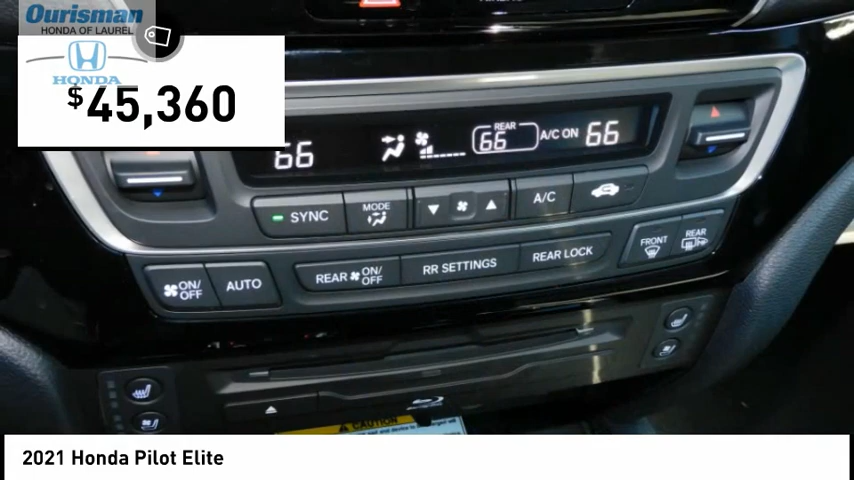 Ourisman
HONDA OF LAUREL
HONDA
$45,360
66 REAR 66 A/C ON 66
SYNC MODE A/C
FRONT REAR
ON/OFF AUTO REAR ON/OFF RR SETTINGS REAR LOCK
CAUTION
2021 Honda Pilot Elite